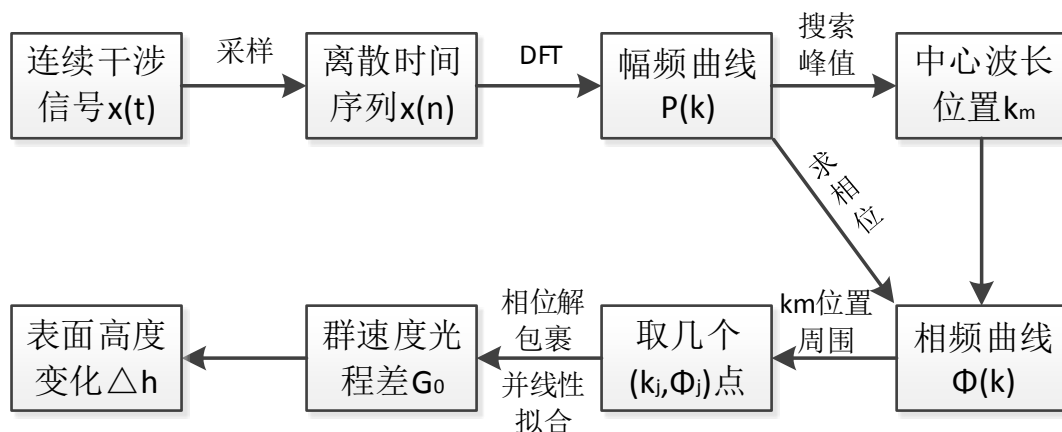 连续干涉
信号x(t)
采样
离散时间
序列x(n)
DFT
幅频曲线
P(k)
搜索
峰值
中心波长
位置km
求相位
相频曲线
Φ(k)
km位置
周围
取几个
(kj,Φj)点
相位解
包裹
并线性
拟合
群速度光
程差G0
表面高度
变化△h